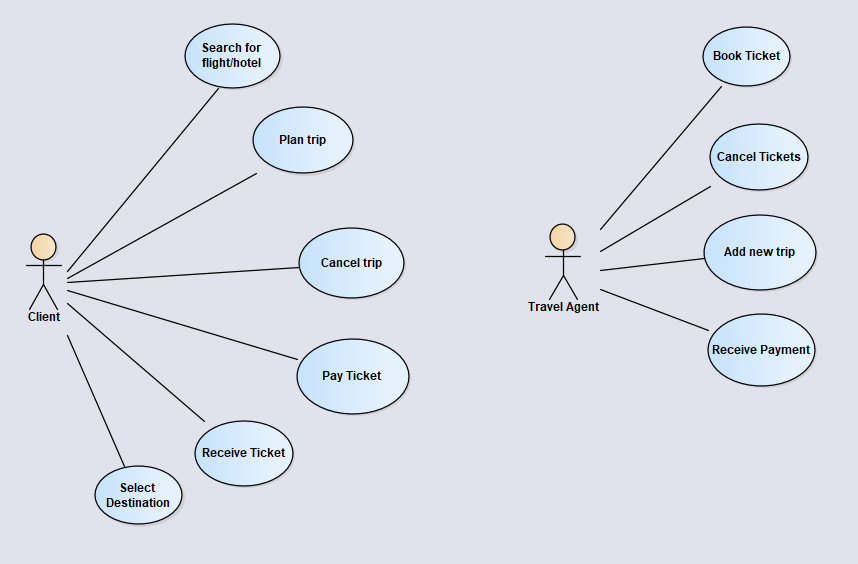 Search for
flight/hotel
Plan trip
Cancel trip
Client
Pay Ticket
Receive Ticket
Select
Destination
Book Ticket
Cancel Tickets
Add new trip
Travel Agent
Receive Payment